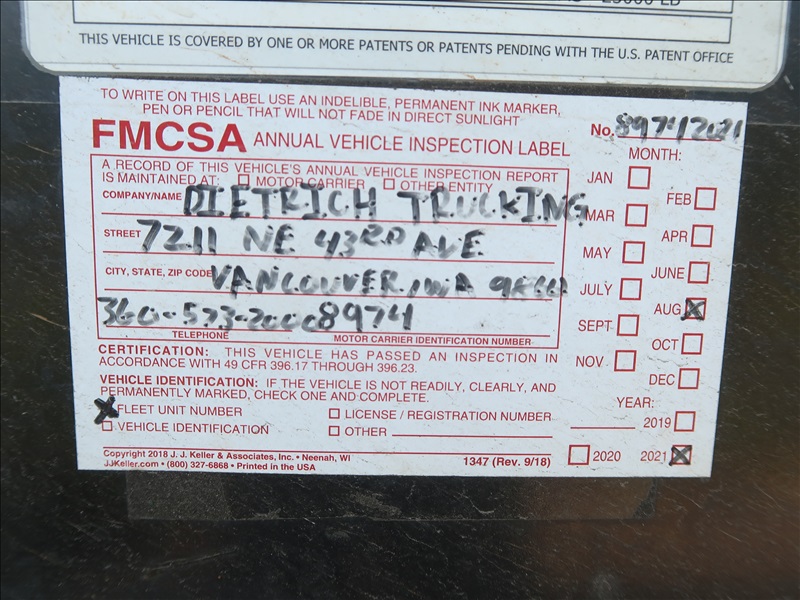 25000 LB
THIS VEHICLE IS COVERED BY ONE OR MORE PATENTS OR PATENTS PENDING WITH THE U.S. PATENT OFFICE
TO WRITE ON THIS LABEL USE AN INDELIBLE, PERMANENT INK MARKER,
PEN OR PENCIL THAT WILL NOT FADE IN DIRECT SUNLIGHT
FMCSA ANNUAL VEHICLE INSPECTION LABEL
No. 89742021
A RECORD OF THIS VEHICLE'S ANNUAL VEHICLE INSPECTION REPORT
IS MAINTAINED AT: MOTOR CARRIER OTHER ENTITY
COMPANY/NAME DIETRICH TRUCKING
STREET 7211 NE 43RD AVE
CITY, STATE, ZIP CODE VANCOUVER, WA
360-573-2000 8974
TELEPHONE MOTOR CARRIER IDENTIFICATION NUMBER
CERTIFICATION: THIS VEHICLE HAS PASSED AN INSPECTION IN
ACCORDANCE WITH 49 CFR 396.17 THROUGH 396.23.
VEHICLE IDENTIFICATION: IF THE VEHICLE IS NOT READILY, CLEARLY, AND
PERMANENTLY MARKED, CHECK ONE AND COMPLETE.
X FLEET UNIT NUMBER LICENSE / REGISTRATION NUMBER
VEHICLE IDENTIFICATION OTHER
Copyright 2018 J. J. Keller & Associates, Inc. • Neenah, WI
JJKeller.com • (800) 327-6868 • Printed in the USA
1347 (Rev. 9/18)
MONTH:
JAN
FEB
MAR
APR
MAY
JUNE
JULY
AUG X
SEPT
OCT
NOV
DEC
YEAR:
2019
2020 2021 X